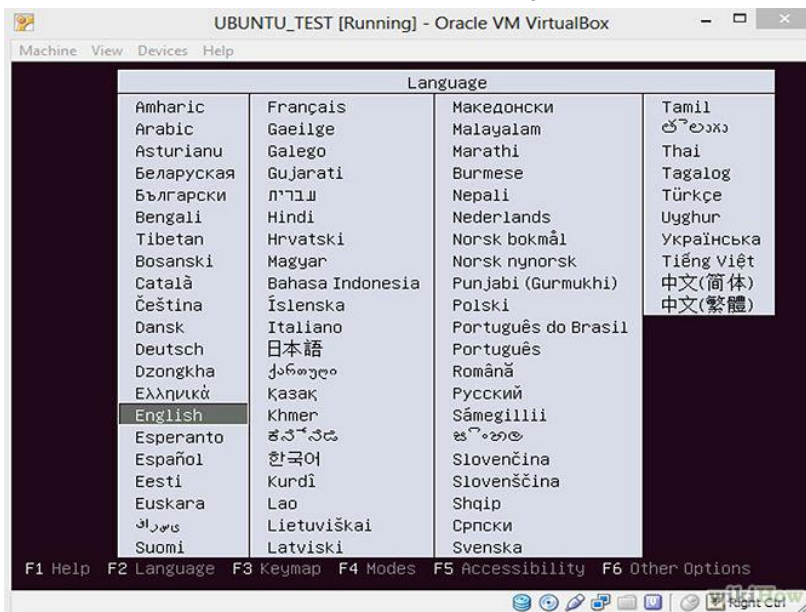 UBUNTU_TEST [Running] - Oracle VM VirtualBox
Machine View Devices Help
Language
Amharic
Arabic
Asturianu
Беларуская
Български
Bengali
Tibetan
Bosanski
Català
Čeština
Dansk
Deutsch
Dzongkha
Ελληνικά
English
Esperanto
Español
Eesti
Euskara
Suomi
Français
Gaeilge
Galego
Gujarati
עברית
Hindi
Hrvatski
Magyar
Bahasa Indonesia
Íslenska
Italiano
日本語
ქართული
Қазақ
Khmer
한국어
Kurdî
Lao
Lietuviškai
Latviski
Македонски
Malayalam
Marathi
Burmese
Nepali
Nederlands
Norsk bokmål
Norsk nynorsk
Punjabi (Gurmukhi)
Polski
Português do Brasil
Português
Română
Русский
Sámegillii
Slovenčina
Slovenščina
Shqip
Српски
Svenska
Tamil
Thai
Tagalog
Türkçe
Uyghur
Українська
Tiếng Việt
中文(简体)
中文(繁體)
F1 Help F2 Language F3 Keymap F4 Modes F5 Accessibility F6 Other Options
wikiHow
Right Ctrl